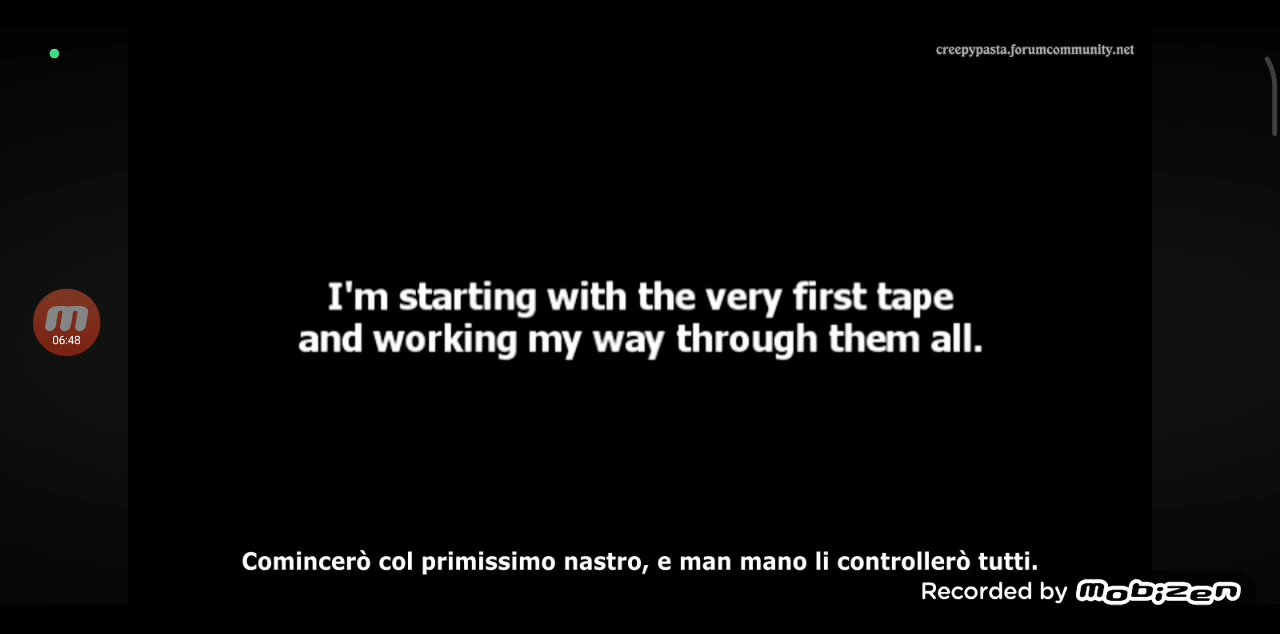 creepypasta.forumcommunity.net
I'm starting with the very first tape
and working my way through them all.
06:48
Comincerò col primissimo nastro, e man mano li controllerò tutti.
Recorded by mobizen